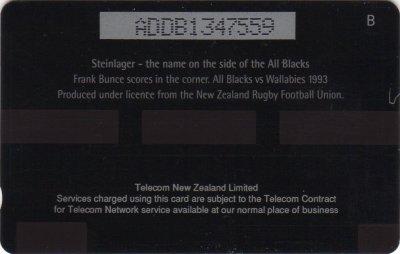 ADDB1347559
B
Steinlager - the name on the side of the All Blacks
Frank Bunce scores in the corner. All Blacks vs Wallabies 1993
Produced under licence from the New Zealand Rugby Football Union.
Telecom New Zealand Limited
Services charged using this card are subject to the Telecom Contract
for Telecom Network service available at our normal place of business